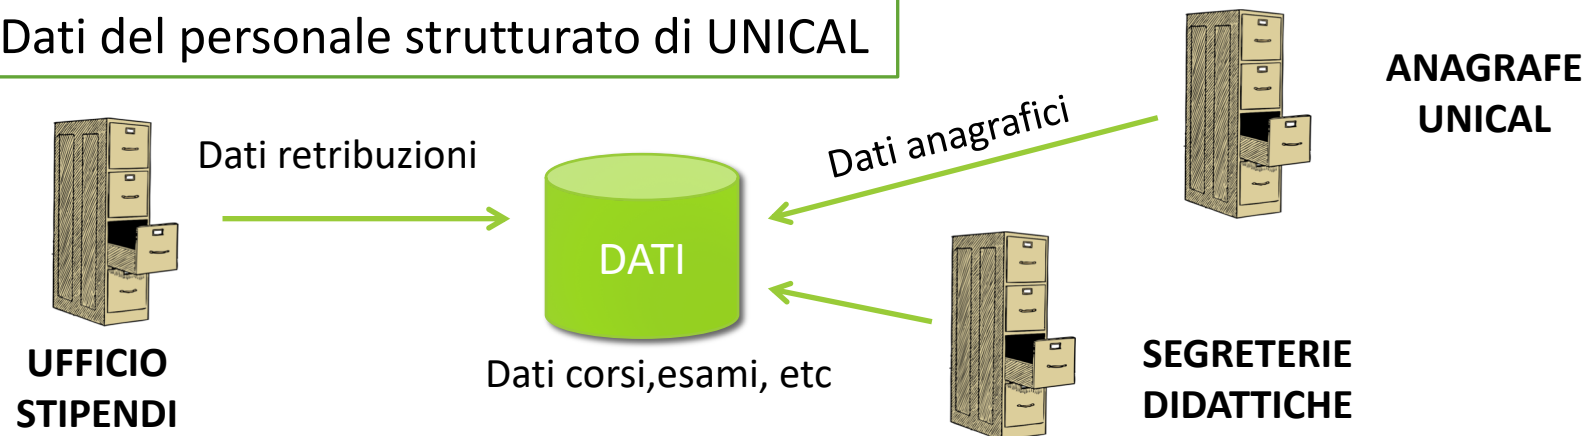 Dati del personale strutturato di UNICAL
ANAGRAFE
UNICAL
Dati anagrafici
Dati retribuzioni
DATI
Dati corsi,esami, etc
UFFICIO
STIPENDI
SEGRETERIE
DIDATTICHE